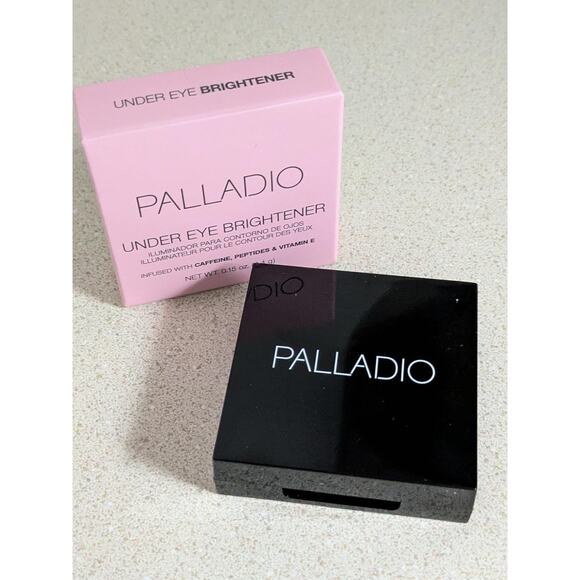 UNDER EYE BRIGHTENER
PALLADIO
UNDER EYE BRIGHTENER
ILUMINADOR PARA CONTORNO DE OJOS
ILLUMINATEUR POUR LE CONTOUR DES YEUX
INFUSED WITH CAFFEINE, PEPTIDES & VITAMIN E
NET WT. 0.15 oz. g)
DIO
PALLADIO